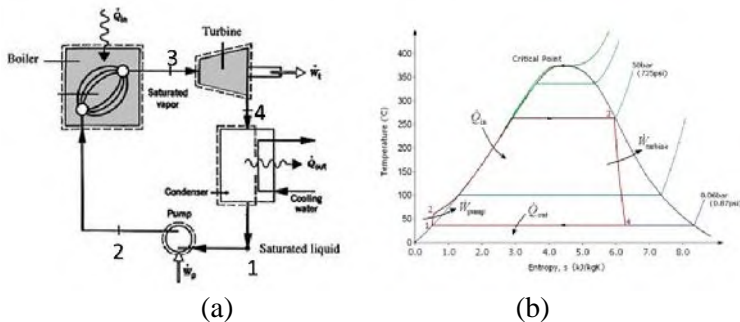 Q̇in
Boiler
3
Turbine
Ẇt
Saturated
vapor
4
Q̇out
Condenser
Cooling
water
Pump
2
Saturated liquid
1
Ẇp
(a)
Temperature (°C)
400
350
300
250
200
150
100
50
0
Critical Point
50bar
(725psi)
Q̇in
3
Ẇturbine
0.06bar
(0.87psi)
2
Ẇpump
Q̇out
1
4
0.0 1.0 2.0 3.0 4.0 5.0 6.0 7.0 8.0
Entropy, s (kJ/kgK)
(b)